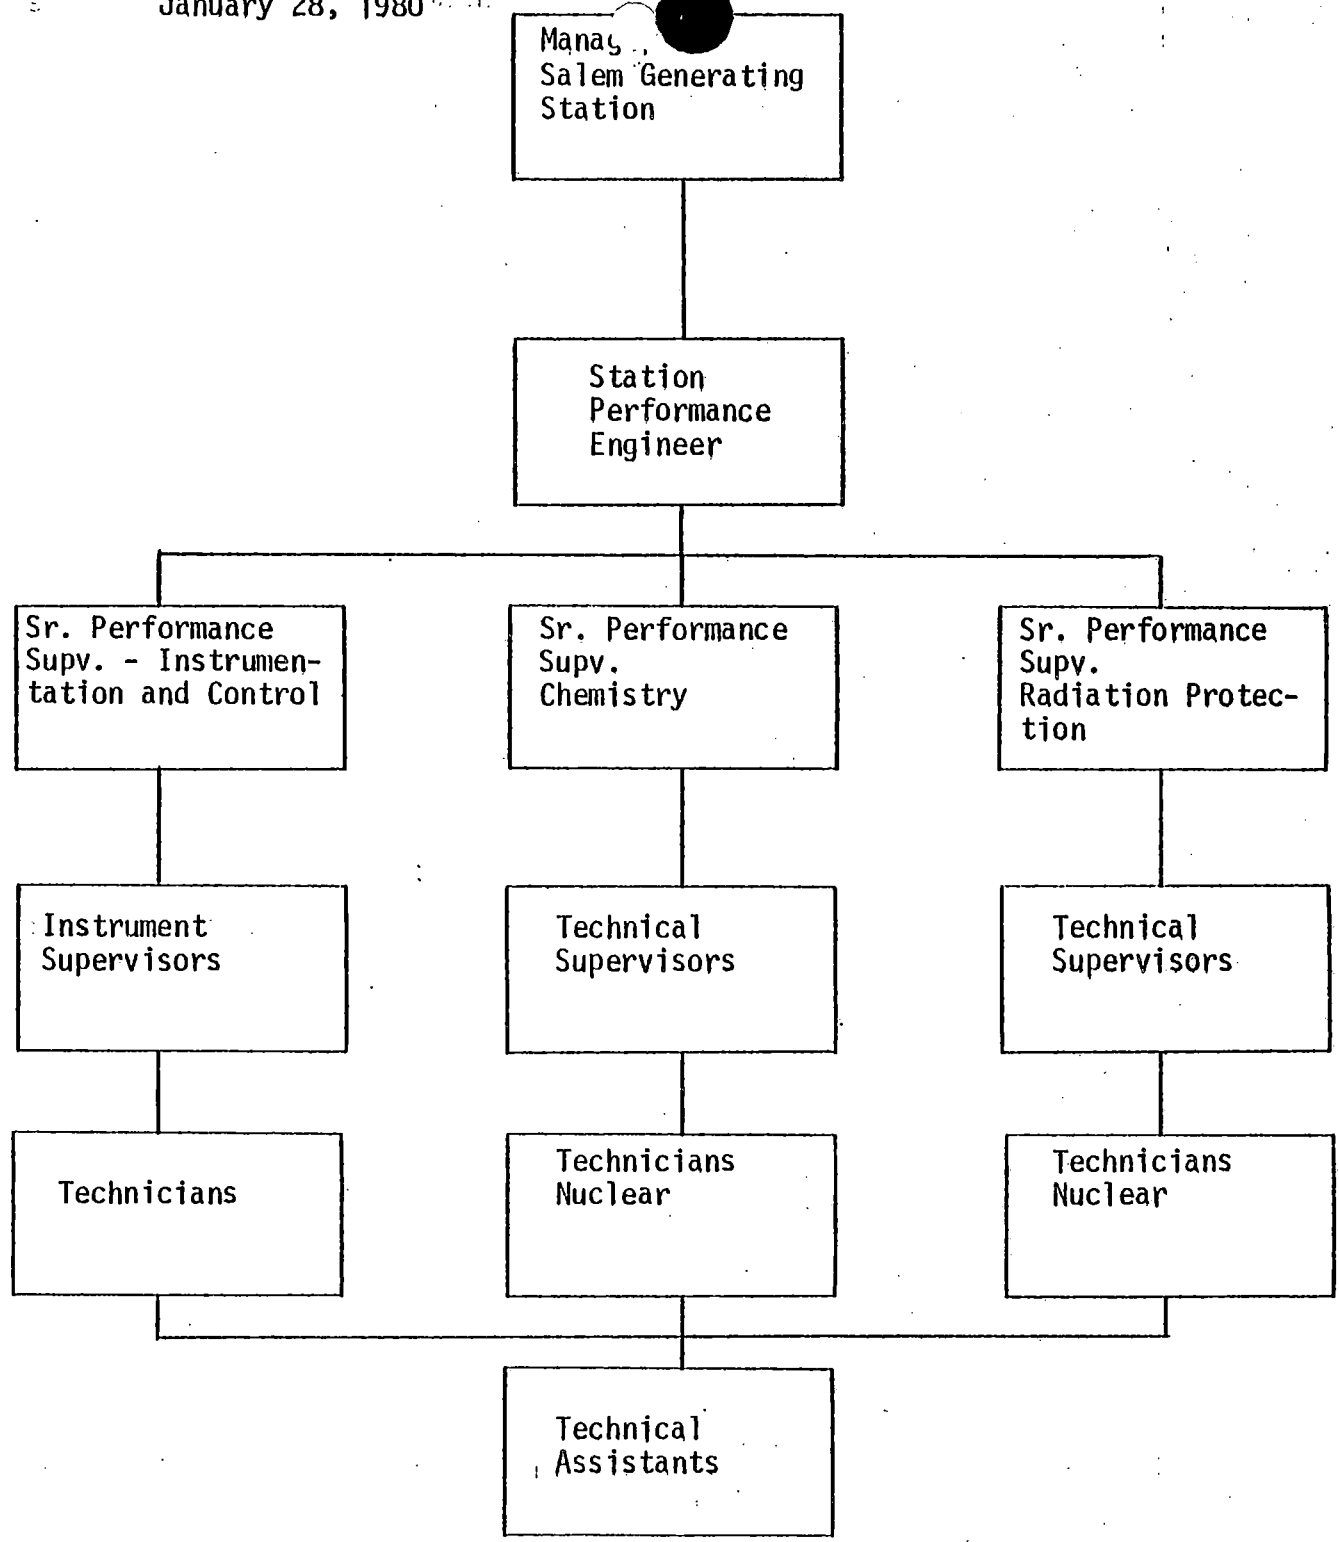 January 28, 1980
Salem Generating
Station
Station
Performance
Engineer
Sr. Performance
Supv. - Instrumen-
tation and Control
Sr. Performance
Supv.
Chemistry
Sr. Performance
Supv.
Radiation Protec-
tion
Instrument
Supervisors
Technical
Supervisors
Technical
Supervisors
Technicians
Technicians
Nuclear
Technicians
Nuclear
Technical
Assistants